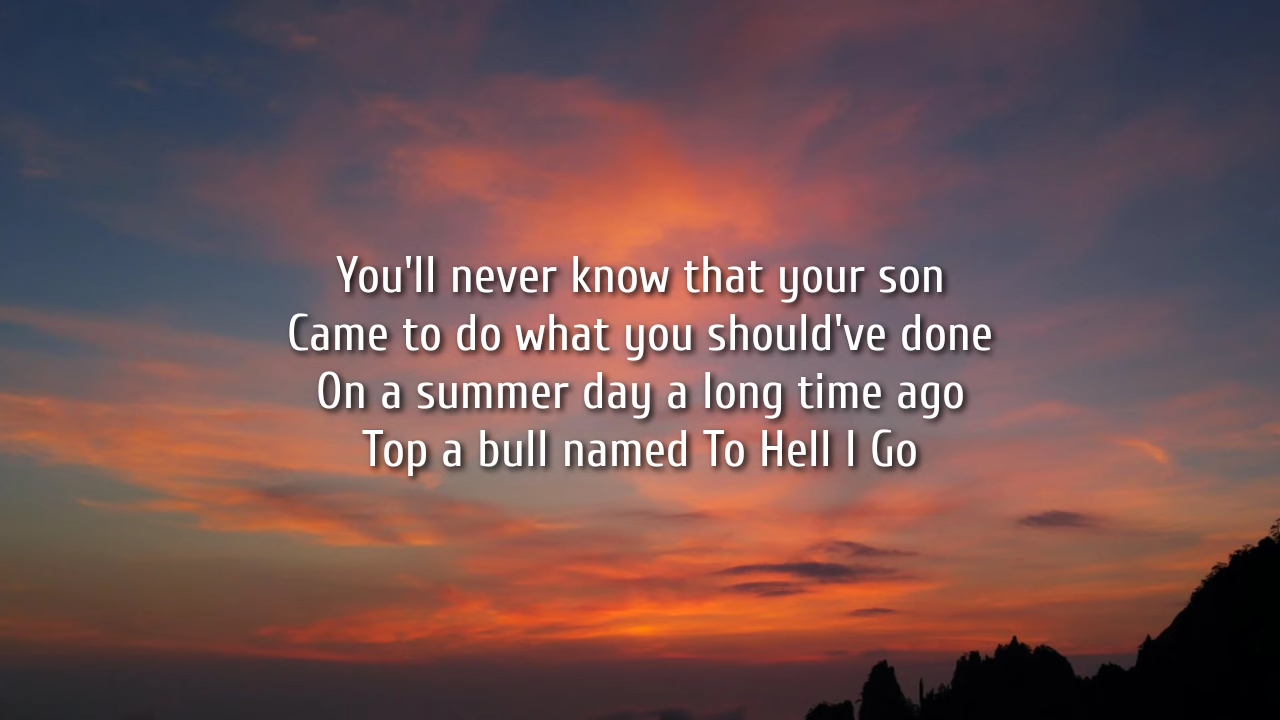 You'll never know that your son
Came to do what you should've done
On a summer day a long time ago
Top a bull named To Hell I Go